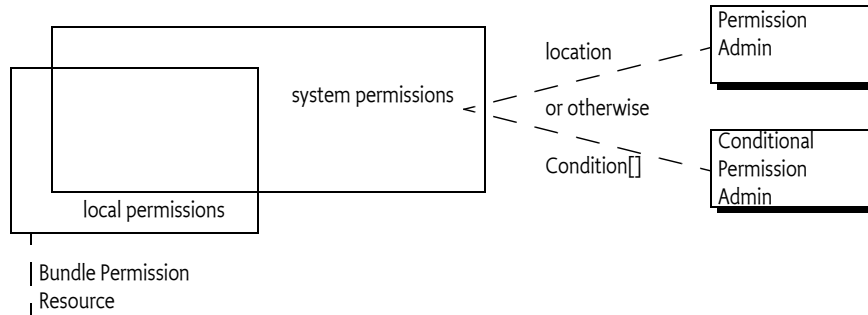 Permission
Admin
location
system permissions
or otherwise
Conditional
Permission
Admin
Condition[]
local permissions
Bundle Permission
Resource